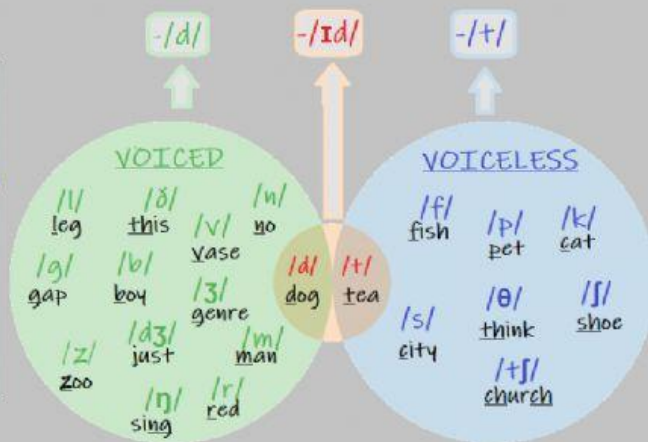 -/d/
-/ɪd/
-/t/
VOICED
/l/
leg
/ð/
this
/v/
vase
/n/
no
/g/
gap
/b/
boy
/ʒ/
genre
/z/
zoo
/dʒ/
just
/m/
man
/ŋ/
sing
/r/
red
/d/
dog
/t/
tea
VOICELESS
/f/
fish
/p/
pet
/k/
cat
/s/
city
/θ/
think
/ʃ/
shoe
/tʃ/
church